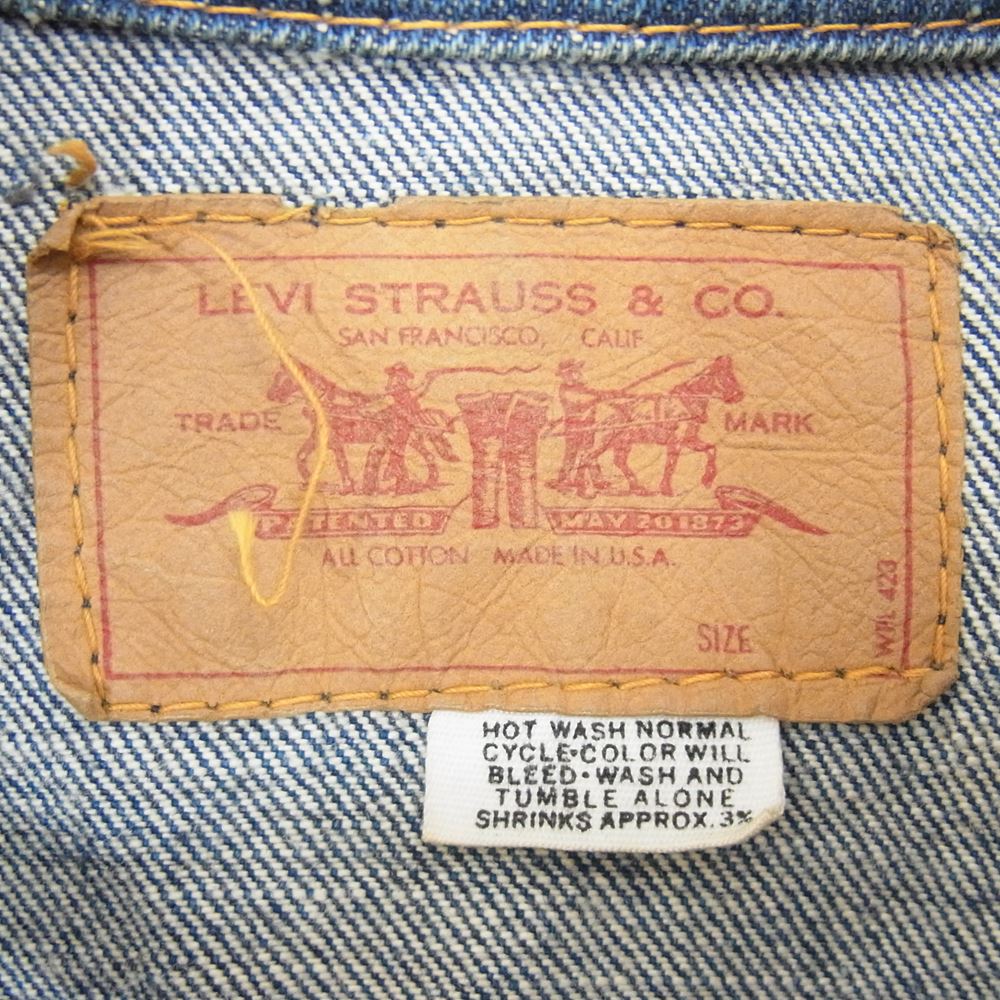 LEVI STRAUSS & CO.
SAN FRANCISCO, CALIF
TRADE MARK
PATENTED MAY 20 1873
ALL COTTON MADE IN U.S.A.
SIZE
WPL 423
HOT WASH NORMAL
CYCLE•COLOR WILL
BLEED•WASH AND
TUMBLE ALONE
SHRINKS APPROX. 3%